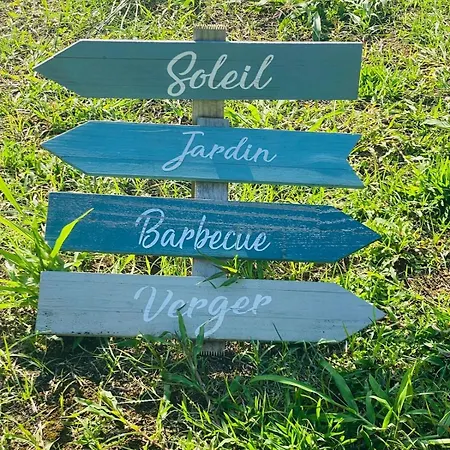 Soleil
Jardin
Barbecue
Verger